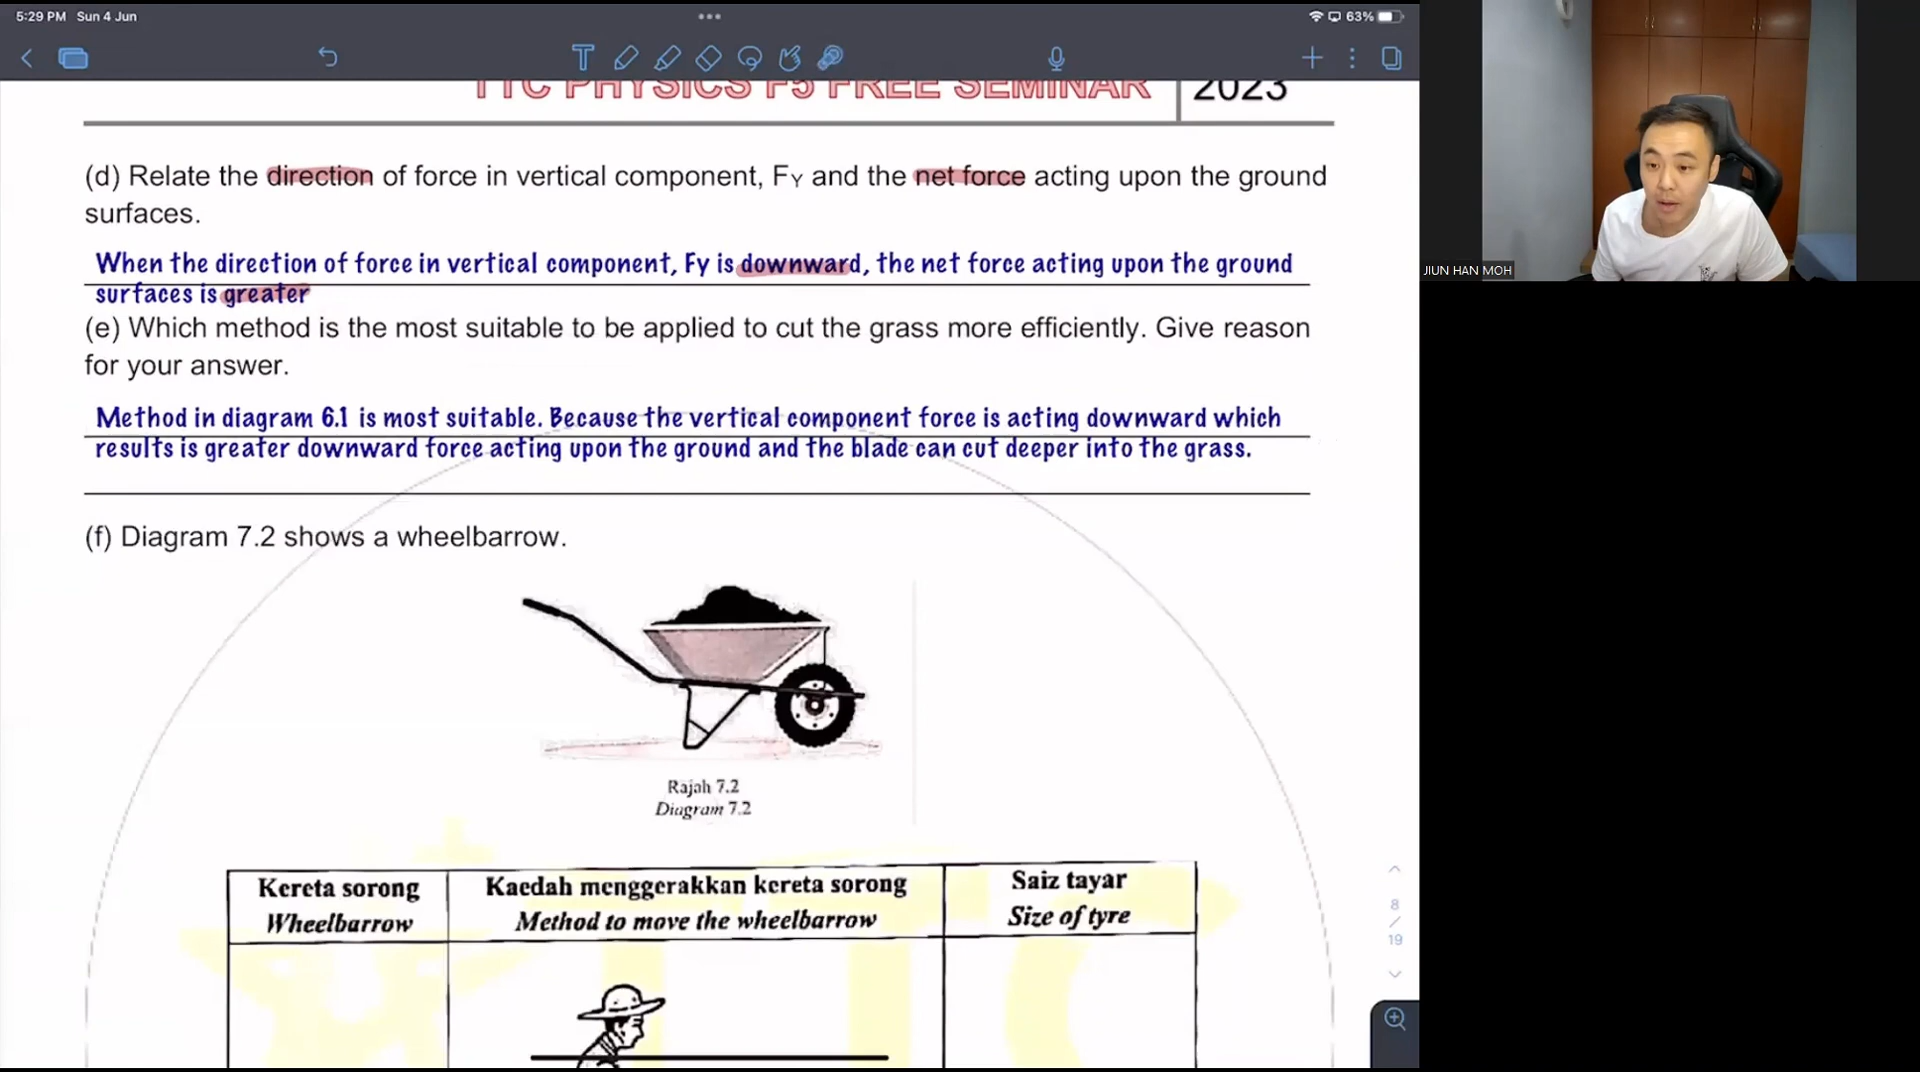 5:29 PM Sun 4 Jun
63%
TTC PHYSICS F5 FREE SEMINAR 2023
(d) Relate the direction of force in vertical component, FY and the net force acting upon the ground
surfaces.
When the direction of force in vertical component, Fy is downward, the net force acting upon the ground
surfaces is greater
(e) Which method is the most suitable to be applied to cut the grass more efficiently. Give reason
for your answer.
Method in diagram 6.1 is most suitable. Because the vertical component force is acting downward which
results is greater downward force acting upon the ground and the blade can cut deeper into the grass.
(f) Diagram 7.2 shows a wheelbarrow.
Rajah 7.2
Diagram 7.2
Kereta sorong
Wheelbarrow
Kaedah menggerakkan kereta sorong
Method to move the wheelbarrow
Saiz tayar
Size of tyre
8
/
19
JIUN HAN MOH